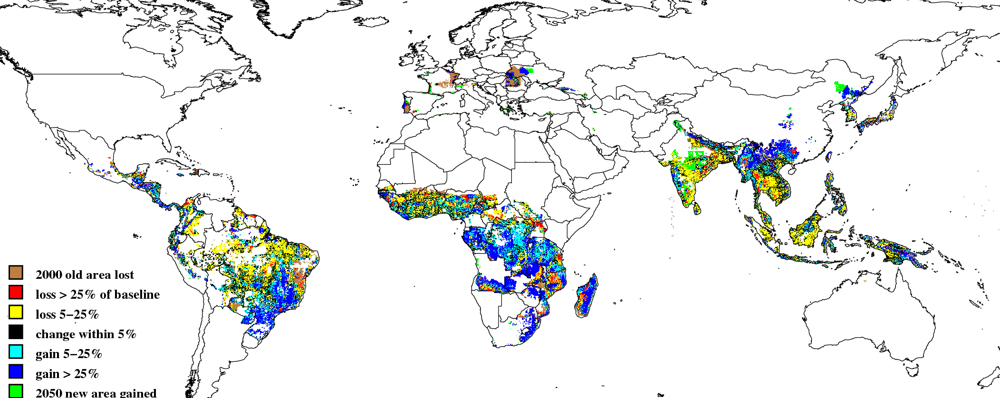 2000 old area lost
loss > 25% of baseline
loss 5−25%
change within 5%
gain 5−25%
gain > 25%
2050 new area gained